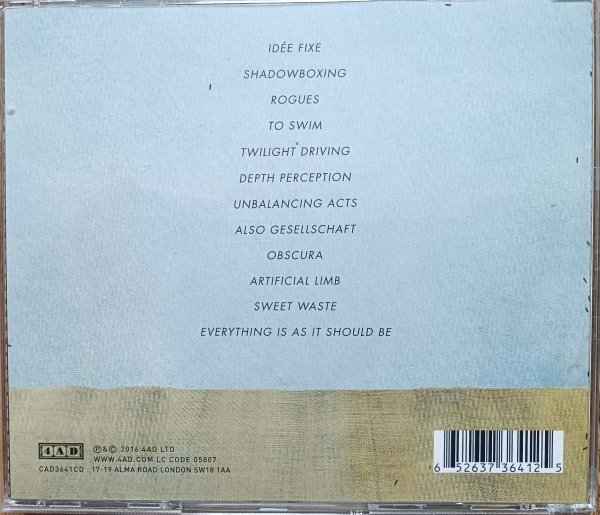 IDÉE FIXE
SHADOWBOXING
ROGUES
TO SWIM
TWILIGHT DRIVING
DEPTH PERCEPTION
UNBALANCING ACTS
ALSO GESELLSCHAFT
OBSCURA
ARTIFICIAL LIMB
SWEET WASTE
EVERYTHING IS AS IT SHOULD BE
4AD ℗&© 2016 4AD LTD
WWW.4AD.COM LC CODE 05807
CAD3641CD 17-19 ALMA ROAD LONDON SW18 1AA
6 52637 36412 5